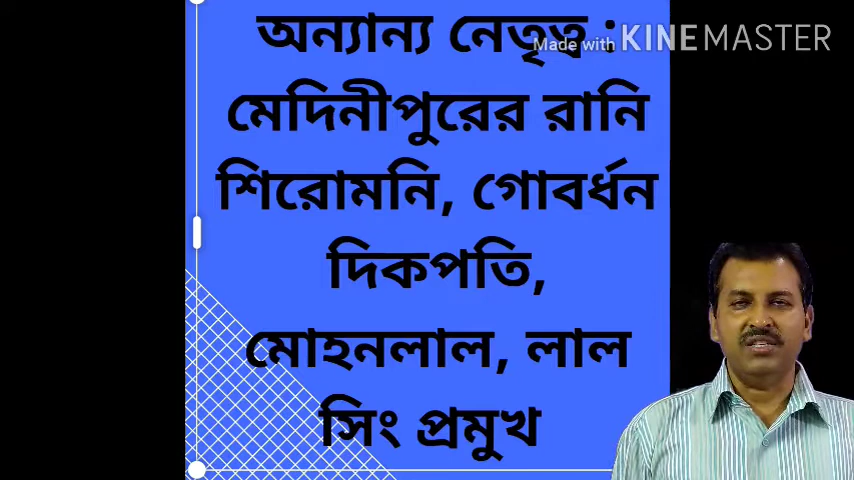 অন্যান্য নেতৃত্ব :
Made with KINEMASTER
মেদিনীপুরের রানি
শিরোমনি, গোবর্ধন
দিকপতি,
মোহনলাল, লাল
সিং প্রমুখ